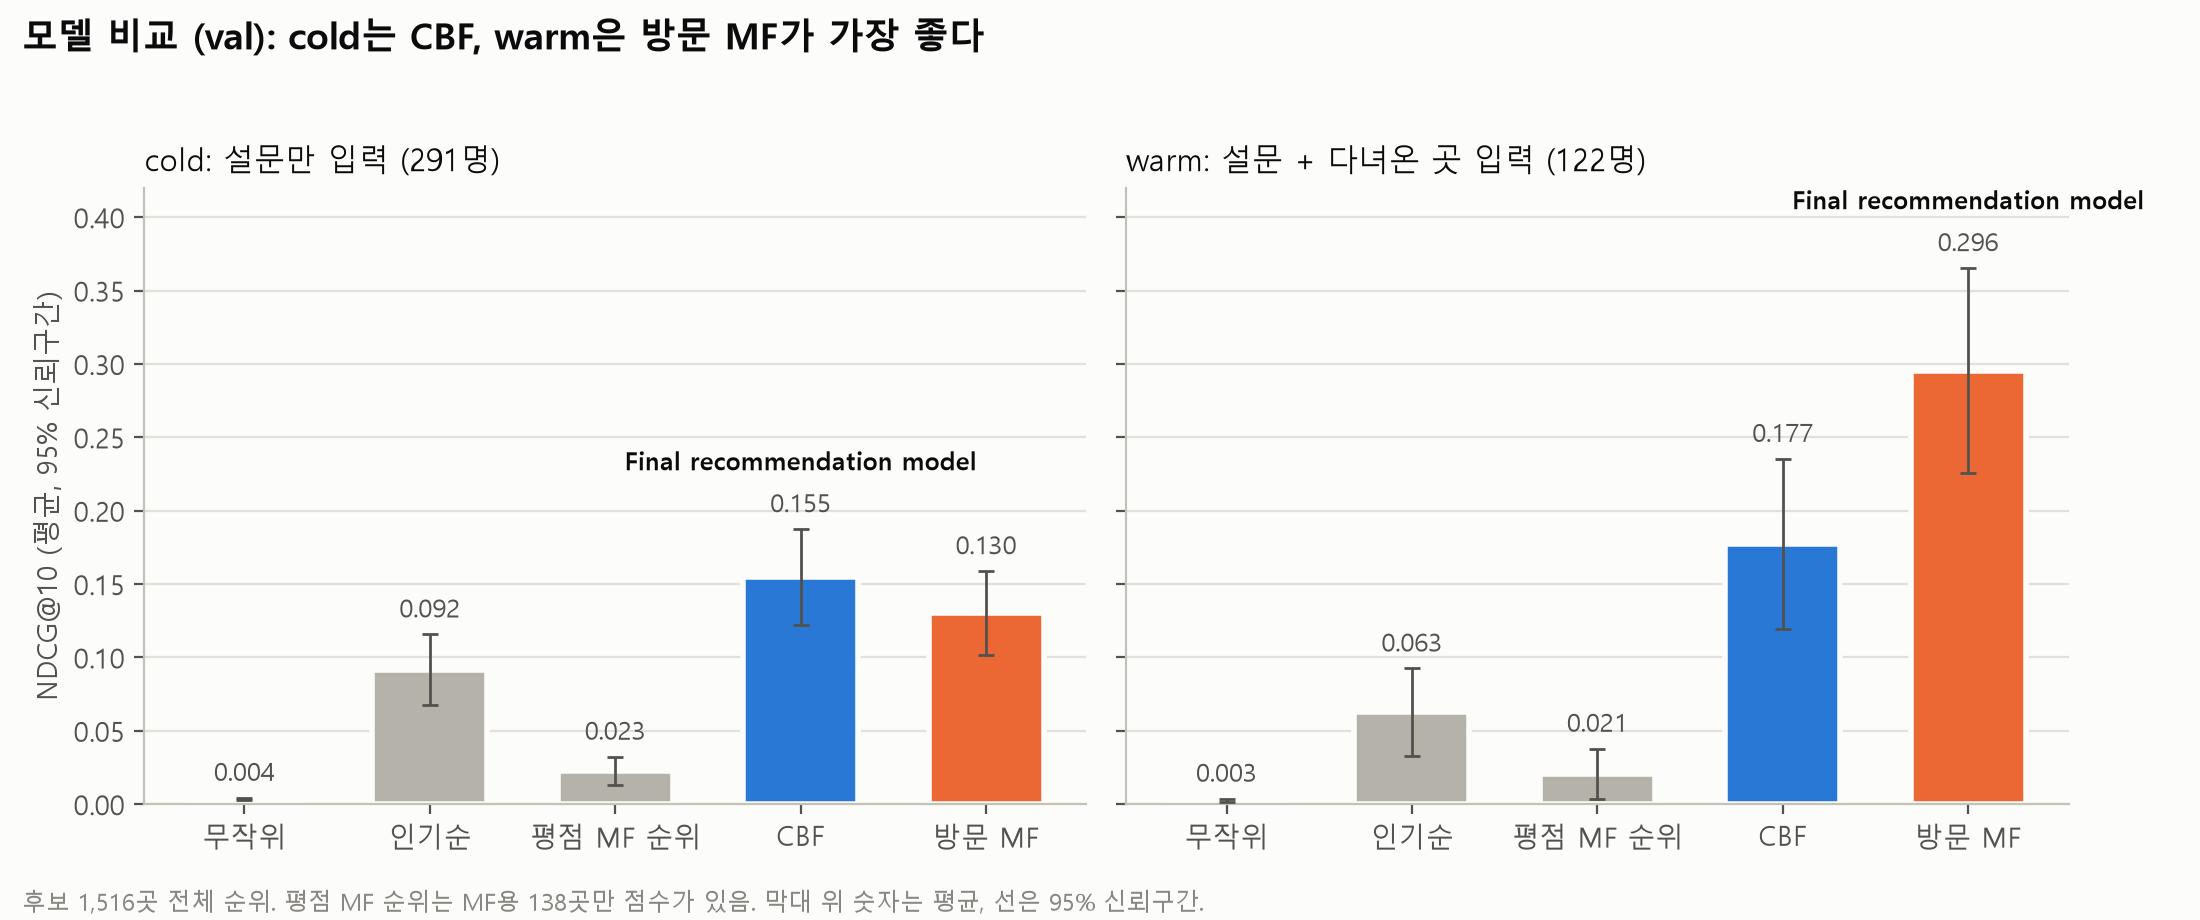 모델 비교 (val): cold는 CBF, warm은 방문 MF가 가장 좋다
cold: 설문만 입력 (291명)
NDCG@10 (평균, 95% 신뢰구간)
0.40
0.35
0.30
0.25
0.20
0.15
0.10
0.05
0.00
Final recommendation model
0.004
0.092
0.023
0.155
0.130
무작위
인기순
평점 MF 순위
CBF
방문 MF
warm: 설문 + 다녀온 곳 입력 (122명)
Final recommendation model
0.003
0.063
0.021
0.177
0.296
무작위
인기순
평점 MF 순위
CBF
방문 MF
후보 1,516곳 전체 순위. 평점 MF 순위는 MF용 138곳만 점수가 있음. 막대 위 숫자는 평균, 선은 95% 신뢰구간.